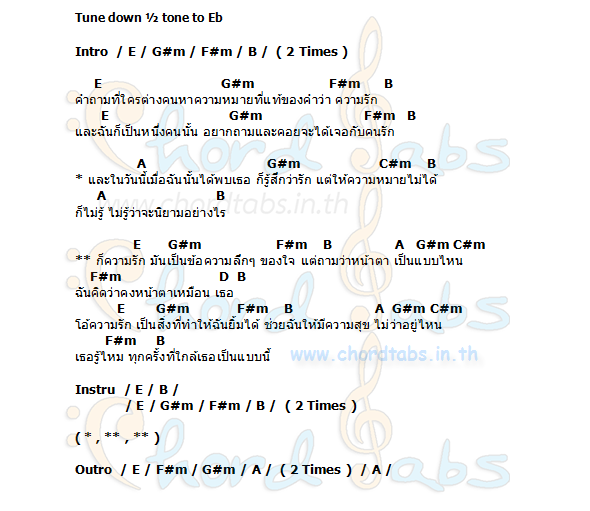 Tune down ½ tone to Eb
Intro / E / G#m / F#m / B / ( 2 Times )
E G#m F#m B
คำถามที่ใครต่างคนหาความหมายที่แท้ของคำว่า ความรัก
E G#m F#m B
และฉันก็เป็นหนึ่งคนนั้น อยากถามและคอยจะได้เจอกับคนรัก
A G#m C#m B
* และในวันนี้เมื่อฉันนั้นได้พบเธอ ก็รู้สึกว่ารัก แต่ให้ความหมายไม่ได้
A B
ก็ไม่รู้ ไม่รู้ว่าจะนิยามอย่างไร
E G#m F#m B A G#m C#m
** ก็ความรัก มันเป็นข้อความลึกๆ ของใจ แต่ถามว่าหน้าตา เป็นแบบไหน
F#m D B
ฉันคิดว่าคงหน้าตาเหมือน เธอ
E G#m F#m B A G#m C#m
โอ้ความรัก เป็นสิ่งที่ทำให้ฉันยิ้มได้ ช่วยฉันให้มีความสุข ไม่ว่าอยู่ไหน
F#m B
เธอรู้ไหม ทุกครั้งที่ใกล้เธอเป็นแบบนี้
Instru / E / B /
/ E / G#m / F#m / B / ( 2 Times )
( * , ** , ** )
Outro / E / F#m / G#m / A / ( 2 Times ) / A /
Chord Tabs
www.chordtabs.in.th
www.chordtabs.in.th
Chord Tabs